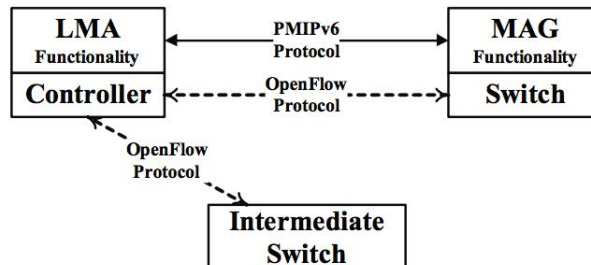 LMA
Functionality
Controller
PMIPv6
Protocol
MAG
Functionality
Switch
OpenFlow
Protocol
OpenFlow
Protocol
Intermediate
Switch